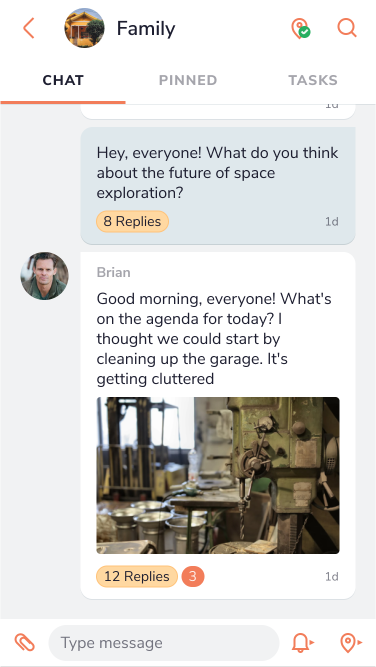 Family
CHAT PINNED TASKS
1d
Hey, everyone! What do you think
about the future of space
exploration?
8 Replies 1d
Brian
Good morning, everyone! What's
on the agenda for today? I
thought we could start by
cleaning up the garage. It's
getting cluttered
12 Replies 3 1d
Type message